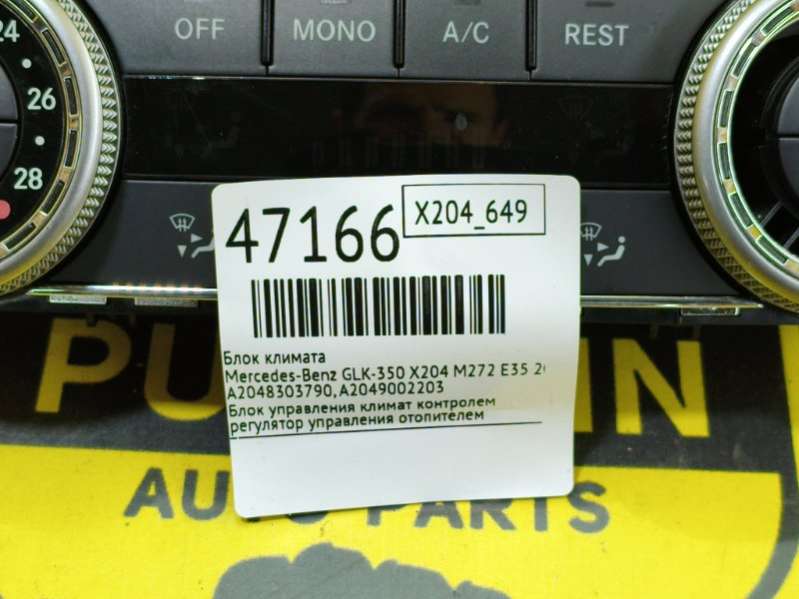 OFF MONO A/C REST
24
26
28
47166
X204_649
Блок климата
Mercedes-Benz GLK-350 X204 M272 E35
A2048303790,A2049002203
Блок управления климат контролем
регулятор управления отопителем
AUTO PARTS